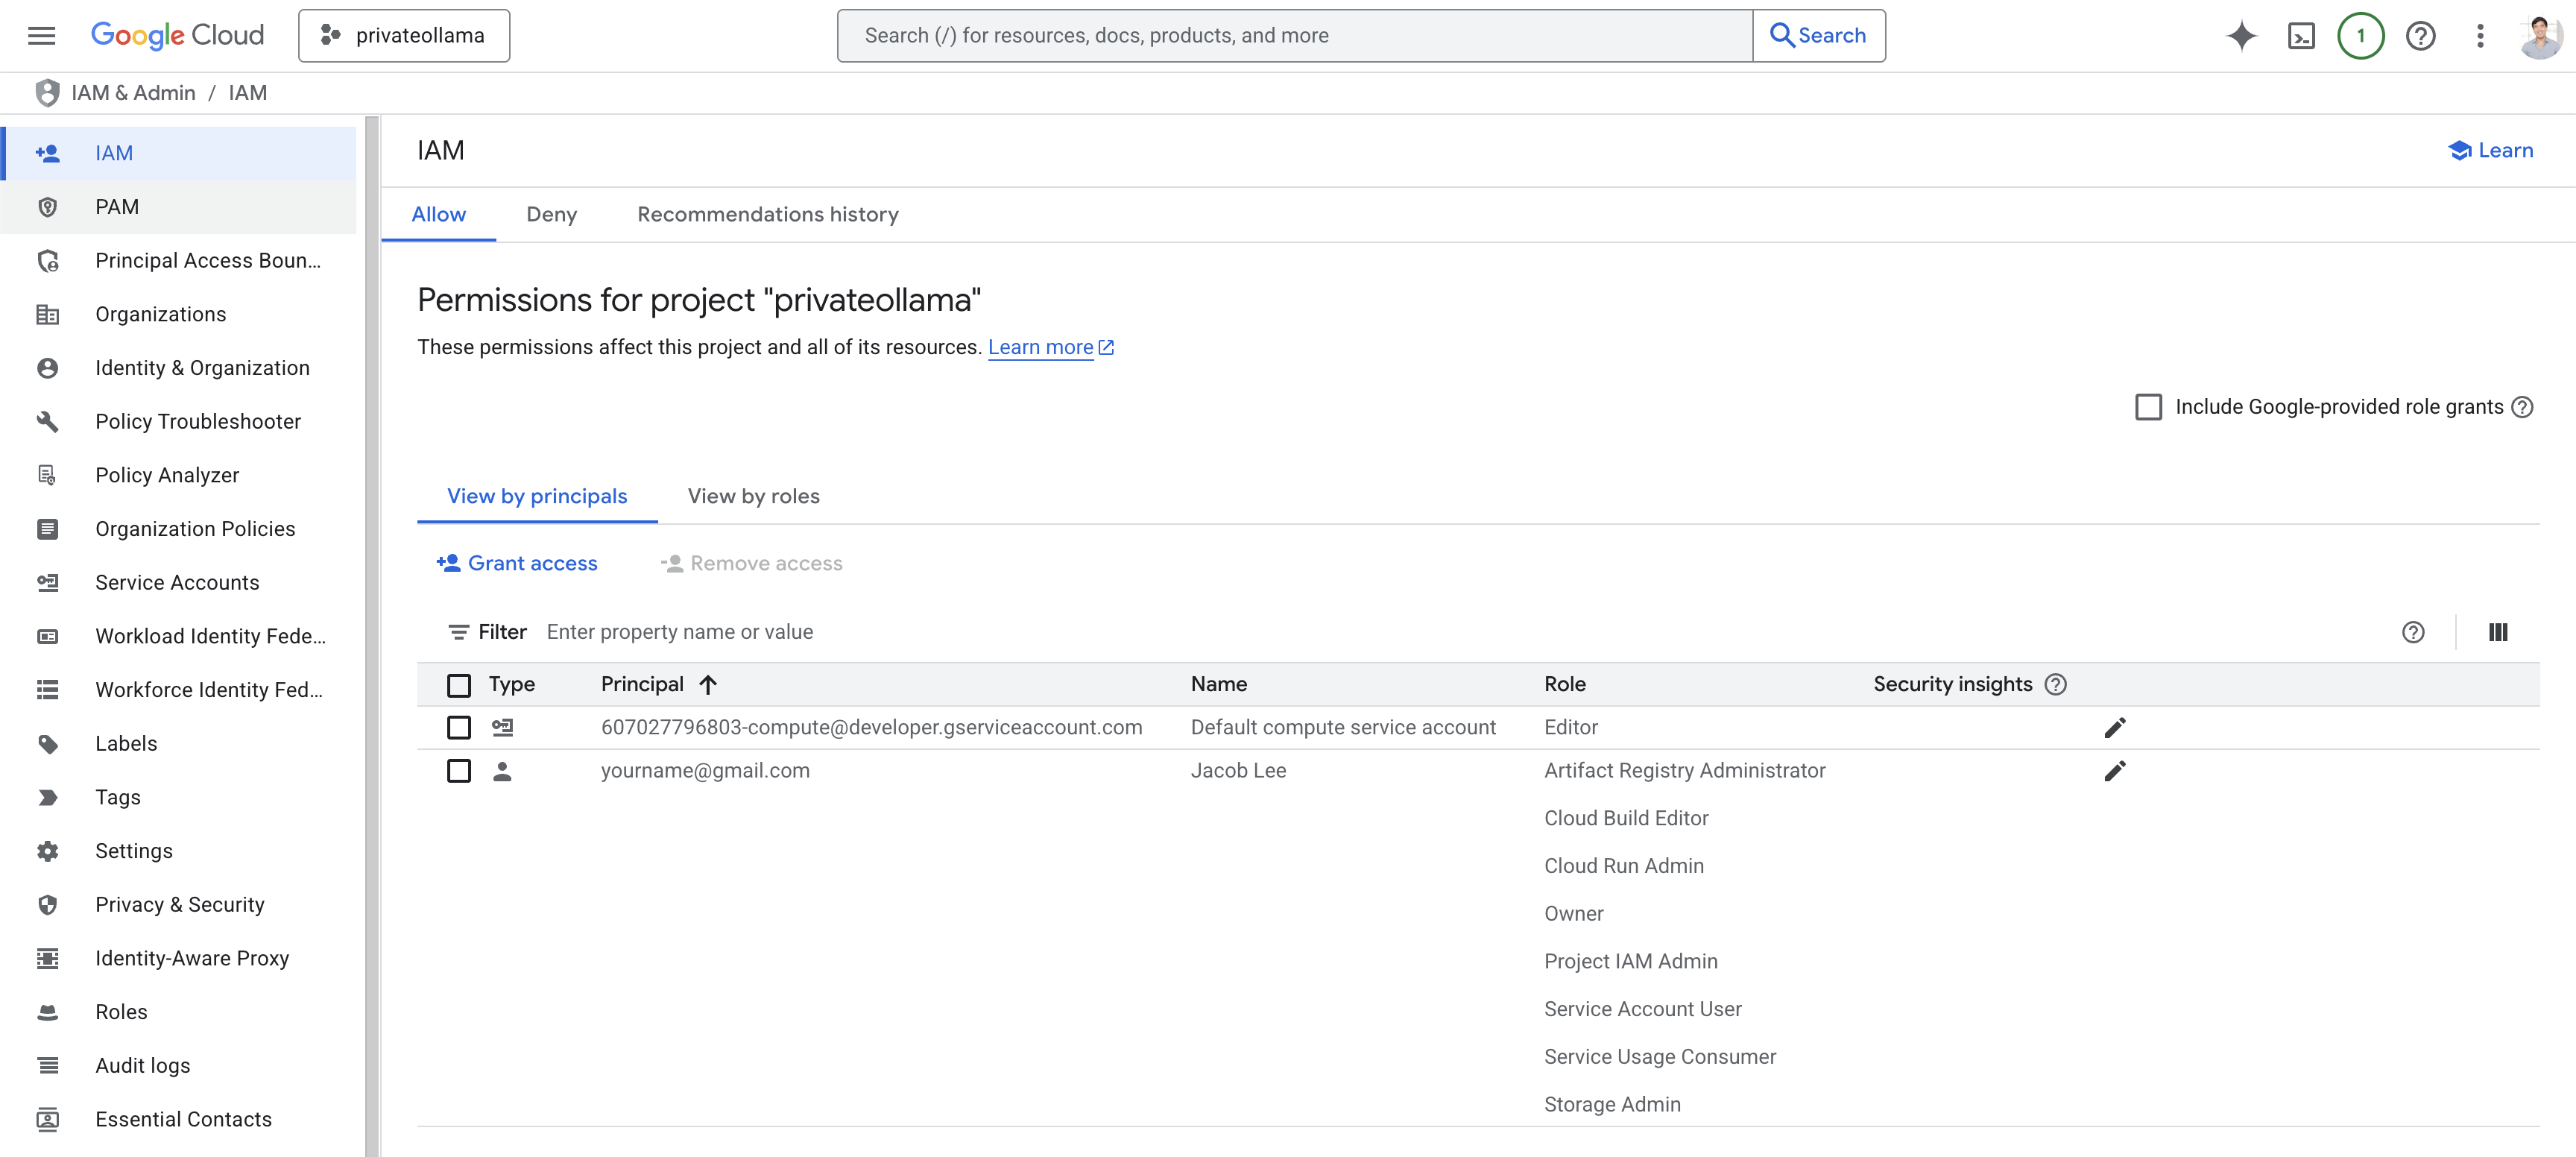 Google Cloud
privateollama
Search (/) for resources, docs, products, and more
Search
1
IAM & Admin / IAM
IAM
PAM
Principal Access Boun...
Organizations
Identity & Organization
Policy Troubleshooter
Policy Analyzer
Organization Policies
Service Accounts
Workload Identity Fede...
Workforce Identity Fed...
Labels
Tags
Settings
Privacy & Security
Identity-Aware Proxy
Roles
Audit logs
Essential Contacts
IAM
Learn
Allow Deny Recommendations history
Permissions for project "privateollama"
These permissions affect this project and all of its resources. Learn more
Include Google-provided role grants
View by principals View by roles
Grant access Remove access
Filter Enter property name or value
Type Principal Name Role Security insights
607027796803-compute@developer.gserviceaccount.com Default compute service account Editor
yourname@gmail.com Jacob Lee Artifact Registry Administrator
Cloud Build Editor
Cloud Run Admin
Owner
Project IAM Admin
Service Account User
Service Usage Consumer
Storage Admin